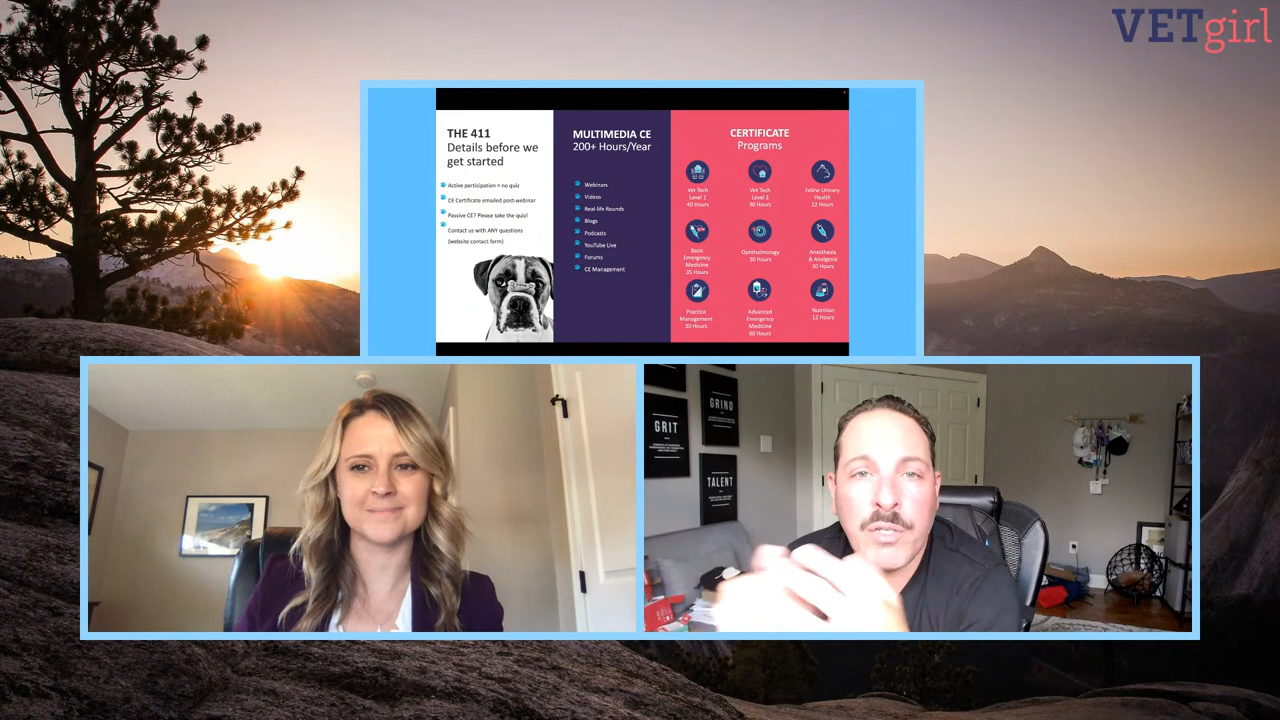 VETgirl
THE 411
Details before we
get started
Active participation = no quiz
CE Certificate emailed post-webinar
Passive CE? Please take the quiz!
Contact us with ANY questions
(website contact form)
MULTIMEDIA CE
200+ Hours/Year
Webinars
Videos
Real-life Rounds
Blogs
Podcasts
YouTube Live
Forums
CE Management
CERTIFICATE
Programs
Vet Tech
Level 1
40 Hours
Vet Tech
Level 2
30 Hours
Feline Urinary
Health
12 Hours
Basic
Emergency
Medicine
35 Hours
Ophthalmology
30 Hours
Anesthesia
& Analgesia
30 Hours
Practice
Management
30 Hours
Advanced
Emergency
Medicine
60 Hours
Nutrition
12 Hours
GRIND
GRIT
TALENT